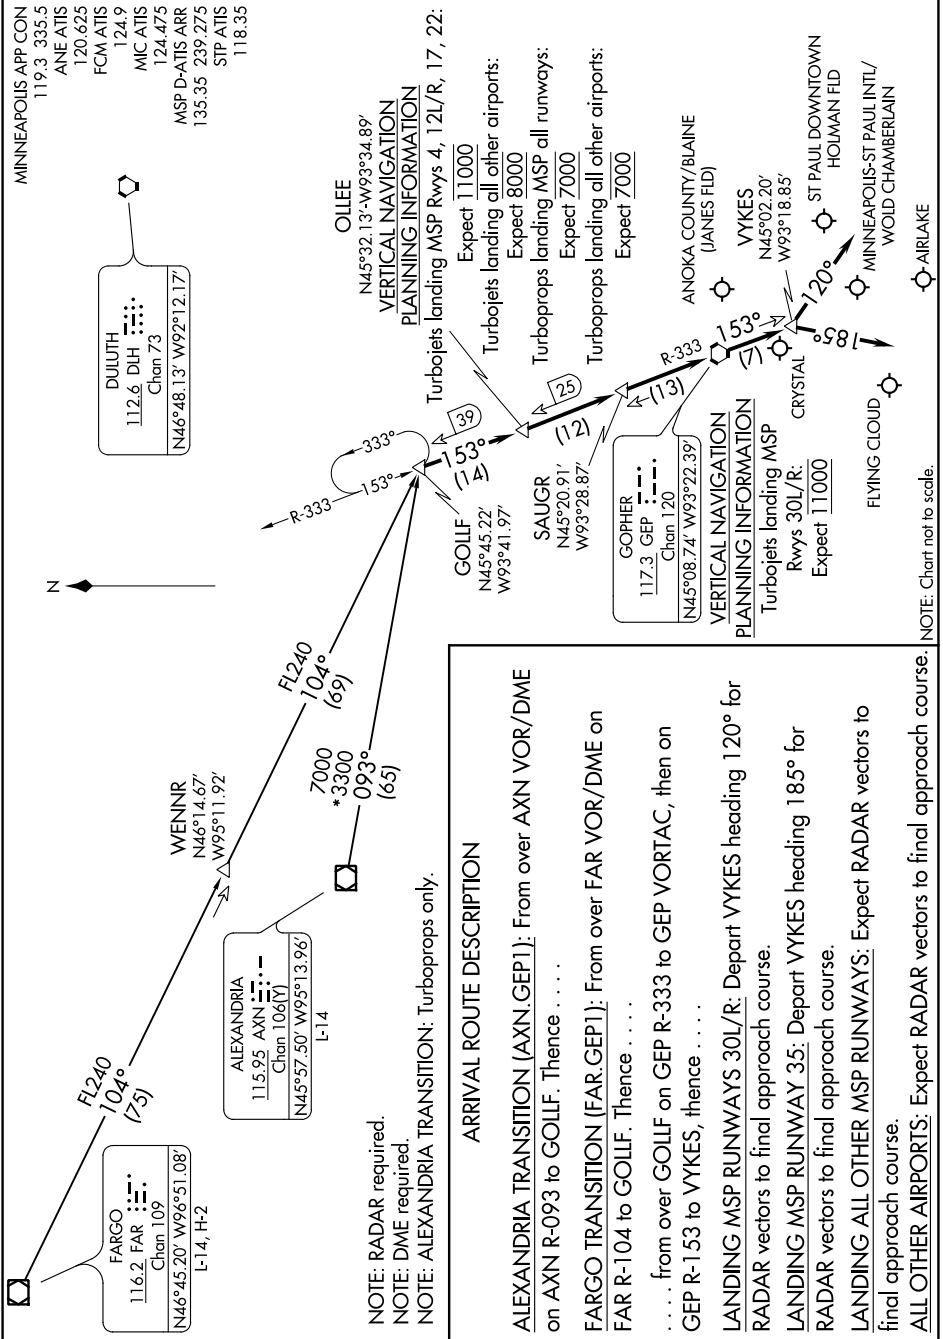 MINNEAPOLIS APP CON
119.3 335.5
ANE ATIS
120.625
FCM ATIS
124.9
MIC ATIS
124.475
MSP D-ATIS ARR
135.35 239.275
STP ATIS
118.35
DULUTH
112.6 DLH
Chan 73
N46°48.13' W92°12.17'
N
FARGO
116.2 FAR
Chan 109
N46°45.20' W96°51.08'
L-14, H-2
FL240
104°
(75)
WENNR
N46°14.67'
W95°11.92'
FL240
104°
(69)
ALEXANDRIA
115.95 AXN
Chan 106(Y)
N45°57.50' W95°13.96'
L-14
7000
*3300
093°
(65)
R-333
153°
333°
GOLLF
N45°45.22'
W93°41.97'
39
153°
(14)
OLLEE
N45°32.13'-W93°34.89'
VERTICAL NAVIGATION
PLANNING INFORMATION
Turbojets landing MSP Rwys 4, 12L/R, 17, 22:
Expect 11000
Turbojets landing all other airports:
Expect 8000
Turboprops landing MSP all runways:
Expect 7000
Turboprops landing all other airports:
Expect 7000
25
(12)
SAUGR
N45°20.91'
W93°28.87'
(13)
R-333
GOPHER
117.3 GEP
Chan 120
N45°08.74' W93°22.39'
VERTICAL NAVIGATION
PLANNING INFORMATION
Turbojets landing MSP
Rwys 30L/R:
Expect 11000
ANOKA COUNTY/BLAINE
(JANES FLD)
153°
(7)
VYKES
N45°02.20'
W93°18.85'
CRYSTAL
120°
185°
ST PAUL DOWNTOWN
HOLMAN FLD
MINNEAPOLIS-ST PAUL INTL/
WOLD CHAMBERLAIN
FLYING CLOUD
AIRLAKE
NOTE: Chart not to scale.
NOTE: RADAR required.
NOTE: DME required.
NOTE: ALEXANDRIA TRANSITION: Turboprops only.
ARRIVAL ROUTE DESCRIPTION
ALEXANDRIA TRANSITION (AXN.GEP1): From over AXN VOR/DME
on AXN R-093 to GOLLF. Thence . . . .
FARGO TRANSITION (FAR.GEP1): From over FAR VOR/DME on
FAR R-104 to GOLLF. Thence . . . .
. . . . from over GOLLF on GEP R-333 to GEP VORTAC, then on
GEP R-153 to VYKES, thence . . . .
LANDING MSP RUNWAYS 30L/R: Depart VYKES heading 120° for
RADAR vectors to final approach course.
LANDING MSP RUNWAY 35: Depart VYKES heading 185° for
RADAR vectors to final approach course.
LANDING ALL OTHER MSP RUNWAYS: Expect RADAR vectors to
final approach course.
ALL OTHER AIRPORTS: Expect RADAR vectors to final approach course.